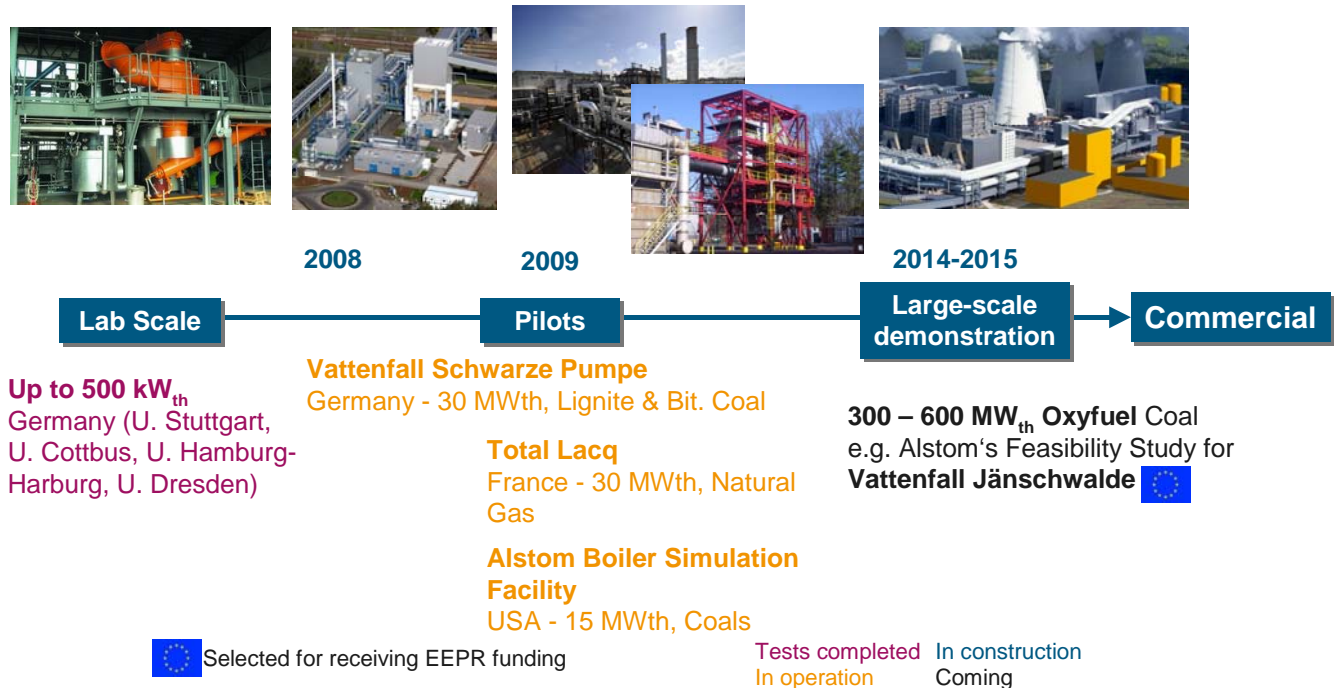 2008
2009
2014-2015
Lab Scale
Pilots
Large-scale
demonstration
Commercial
Up to 500 kWth
Germany (U. Stuttgart,
U. Cottbus, U. Hamburg-
Harburg, U. Dresden)
Vattenfall Schwarze Pumpe
Germany - 30 MWth, Lignite & Bit. Coal
Total Lacq
France - 30 MWth, Natural
Gas
Alstom Boiler Simulation
Facility
USA - 15 MWth, Coals
300 – 600 MWth Oxyfuel Coal
e.g. Alstom‘s Feasibility Study for
Vattenfall Jänschwalde
Selected for receiving EEPR funding
Tests completed In construction
In operation Coming